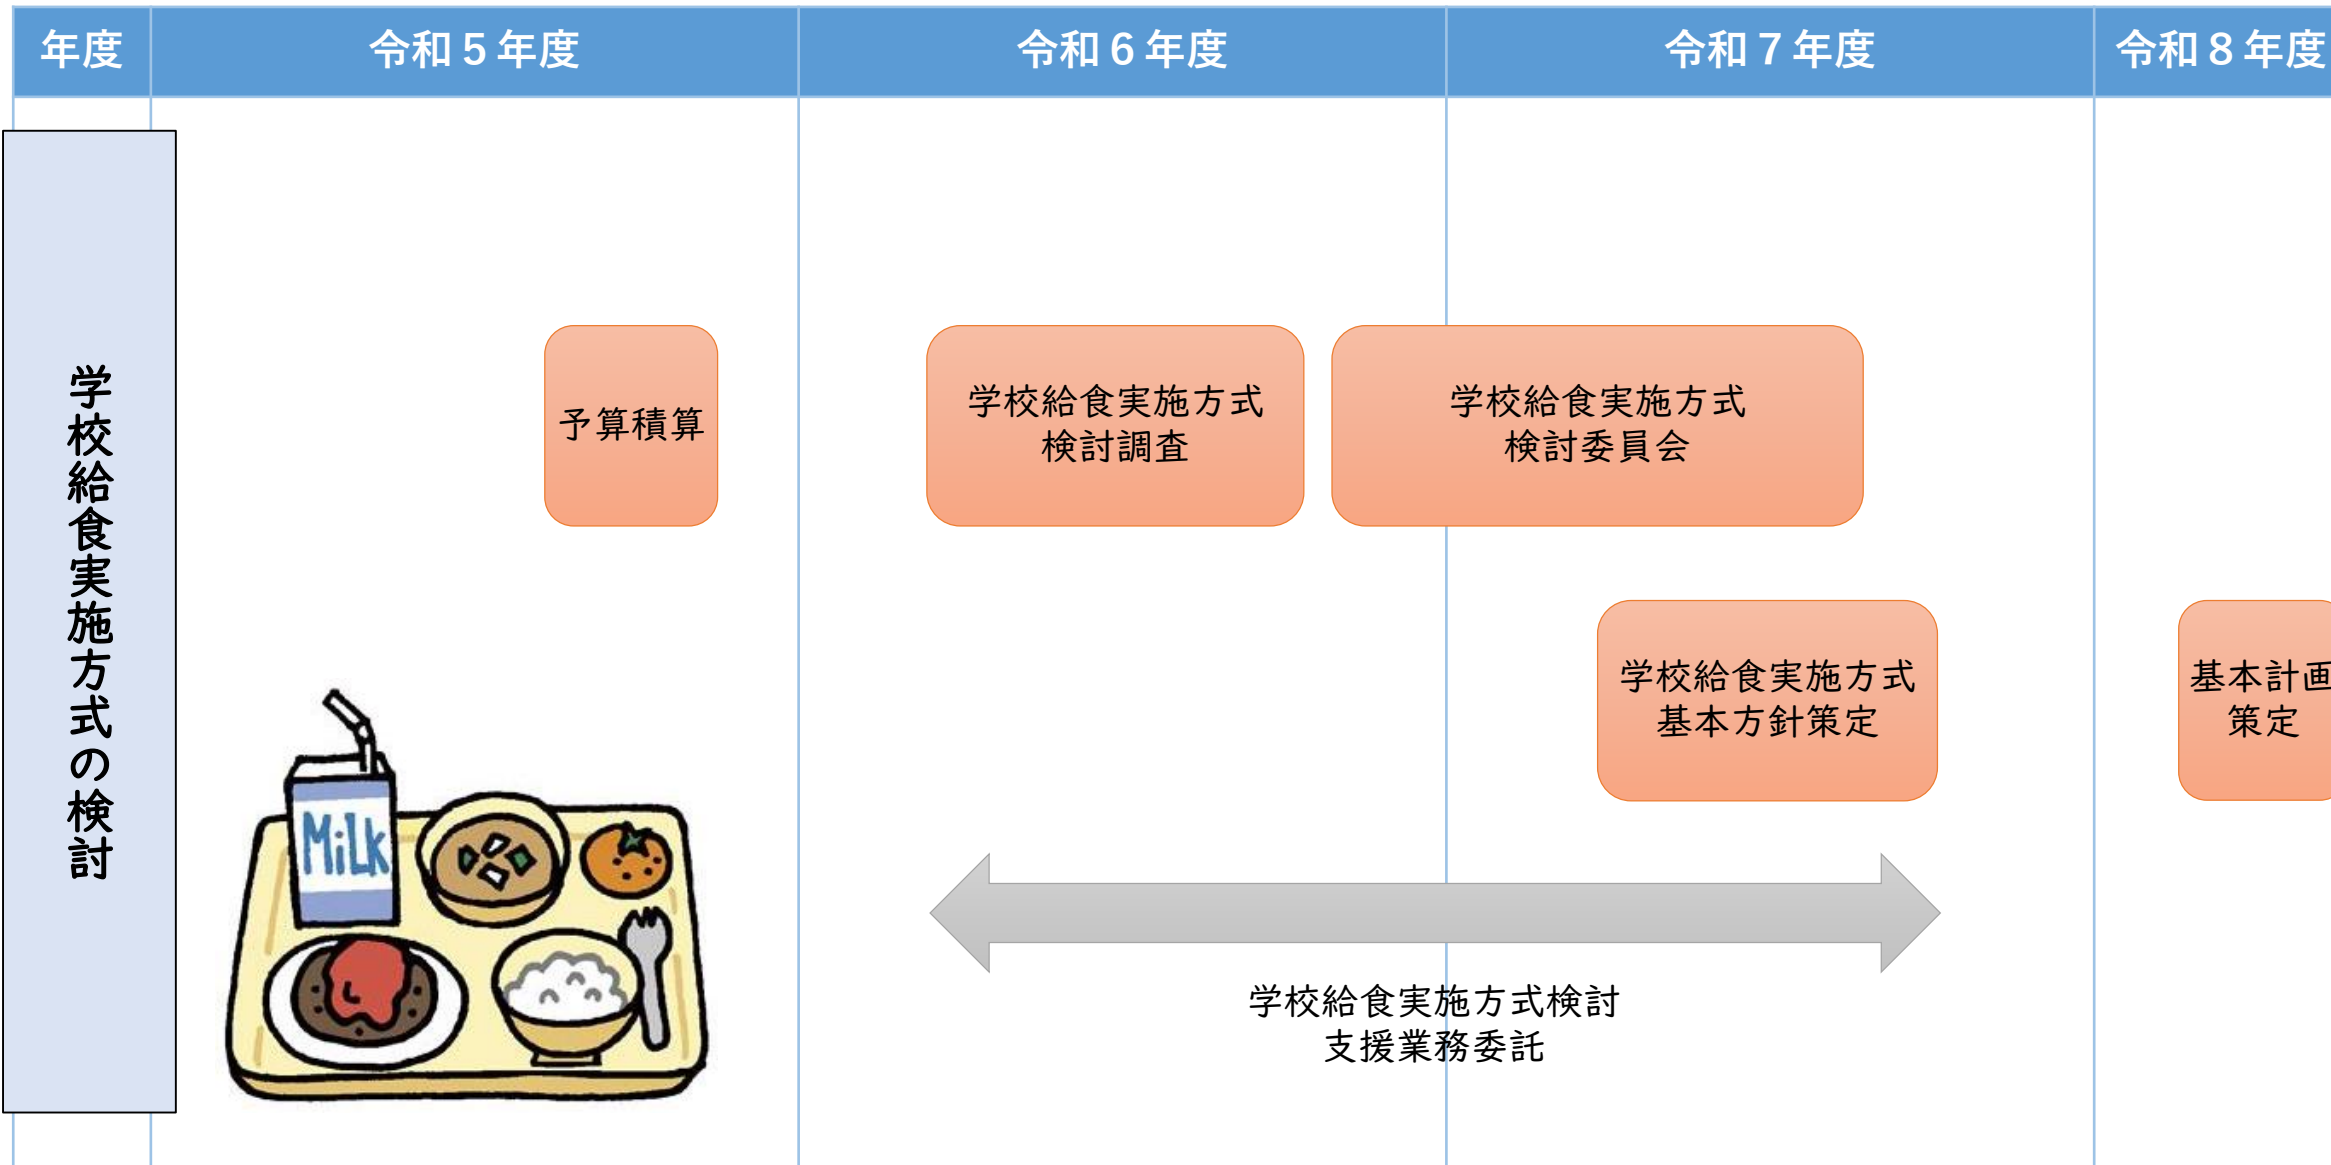 年度
令和５年度
令和６年度
令和７年度
令和８年度
学校給食実施方式の検討
予算積算
学校給食実施方式
検討調査
学校給食実施方式
検討委員会
学校給食実施方式
基本方針策定
基本計画
策定
MiLk
学校給食実施方式検討
支援業務委託